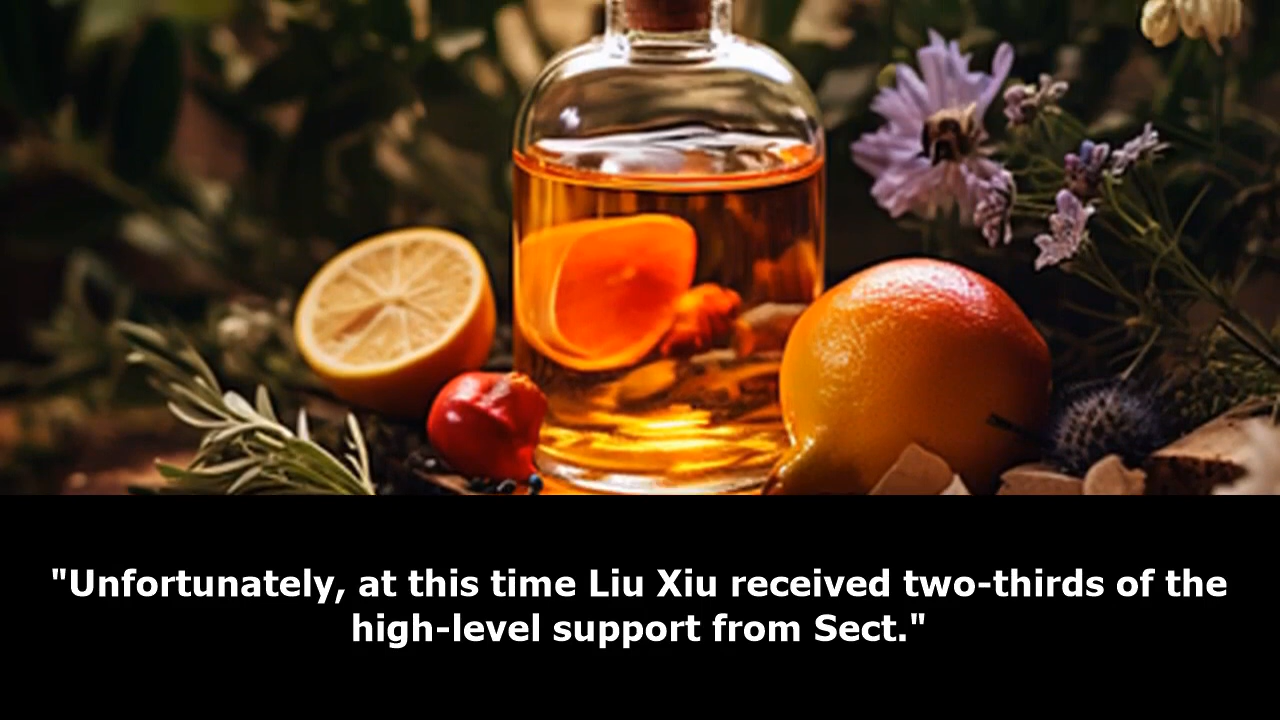 "Unfortunately, at this time Liu Xiu received two-thirds of the
high-level support from Sect."